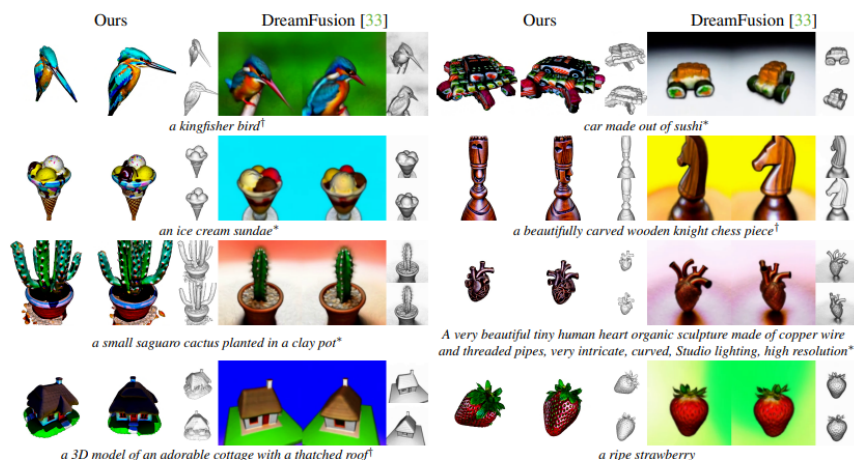 Ours DreamFusion [33] Ours DreamFusion [33]
a kingfisher bird† car made out of sushi*
an ice cream sundae* a beautifully carved wooden knight chess piece†
a small saguaro cactus planted in a clay pot* A very beautiful tiny human heart organic sculpture made of copper wire
and threaded pipes, very intricate, curved, Studio lighting, high resolution*
a 3D model of an adorable cottage with a thatched roof† a ripe strawberry